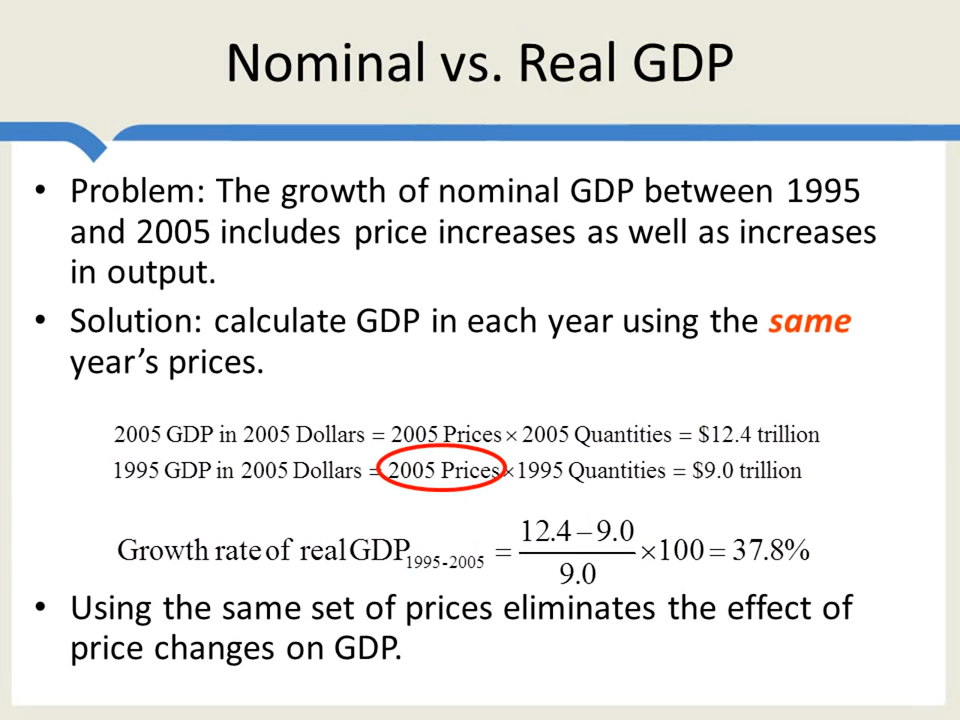 Nominal vs. Real GDP
• Problem: The growth of nominal GDP between 1995
and 2005 includes price increases as well as increases
in output.
• Solution: calculate GDP in each year using the same
year’s prices.
2005 GDP in 2005 Dollars = 2005 Prices × 2005 Quantities = $12.4 trillion
1995 GDP in 2005 Dollars = 2005 Prices × 1995 Quantities = $9.0 trillion
Growth rate of real GDP 1995-2005 = (12.4 − 9.0) / 9.0 × 100 = 37.8%
• Using the same set of prices eliminates the effect of
price changes on GDP.